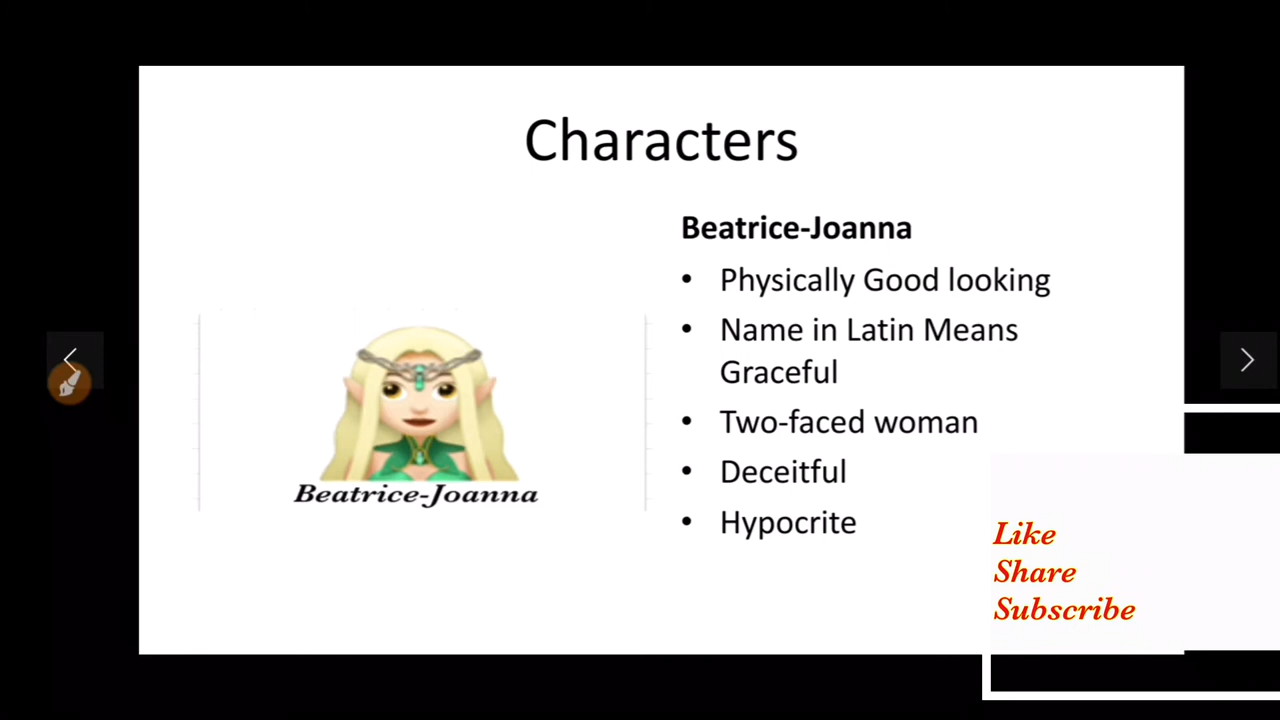 Characters
Beatrice-Joanna
• Physically Good looking
• Name in Latin Means
Graceful
• Two-faced woman
• Deceitful
• Hypocrite
Beatrice-Joanna
Like
Share
Subscribe